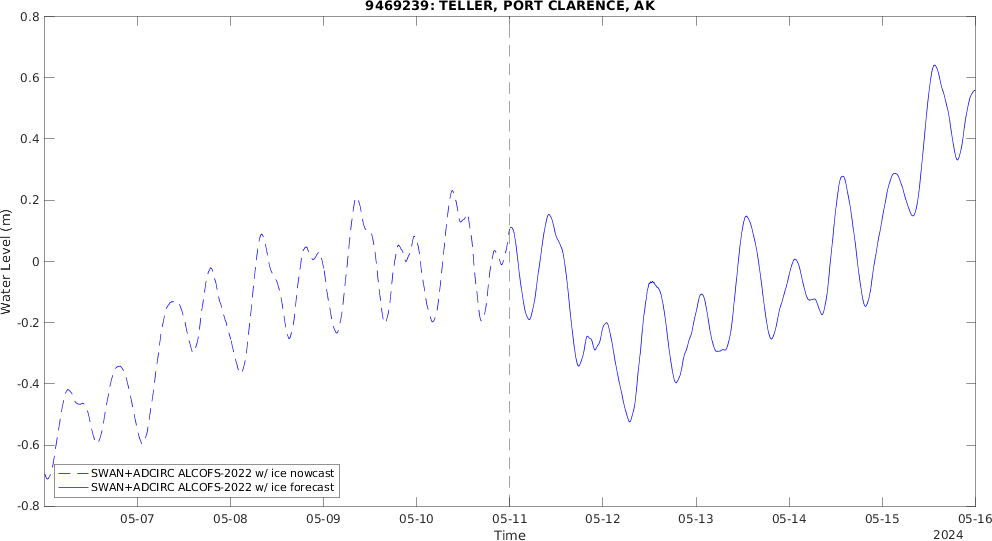 9469239: TELLER, PORT CLARENCE, AK
0.8
0.6
0.4
0.2
0
-0.2
-0.4
-0.6
-0.8
Water Level (m)
SWAN+ADCIRC ALCOFS-2022 w/ ice nowcast
SWAN+ADCIRC ALCOFS-2022 w/ ice forecast
05-07 05-08 05-09 05-10 05-11 05-12 05-13 05-14 05-15 05-16
Time
2024